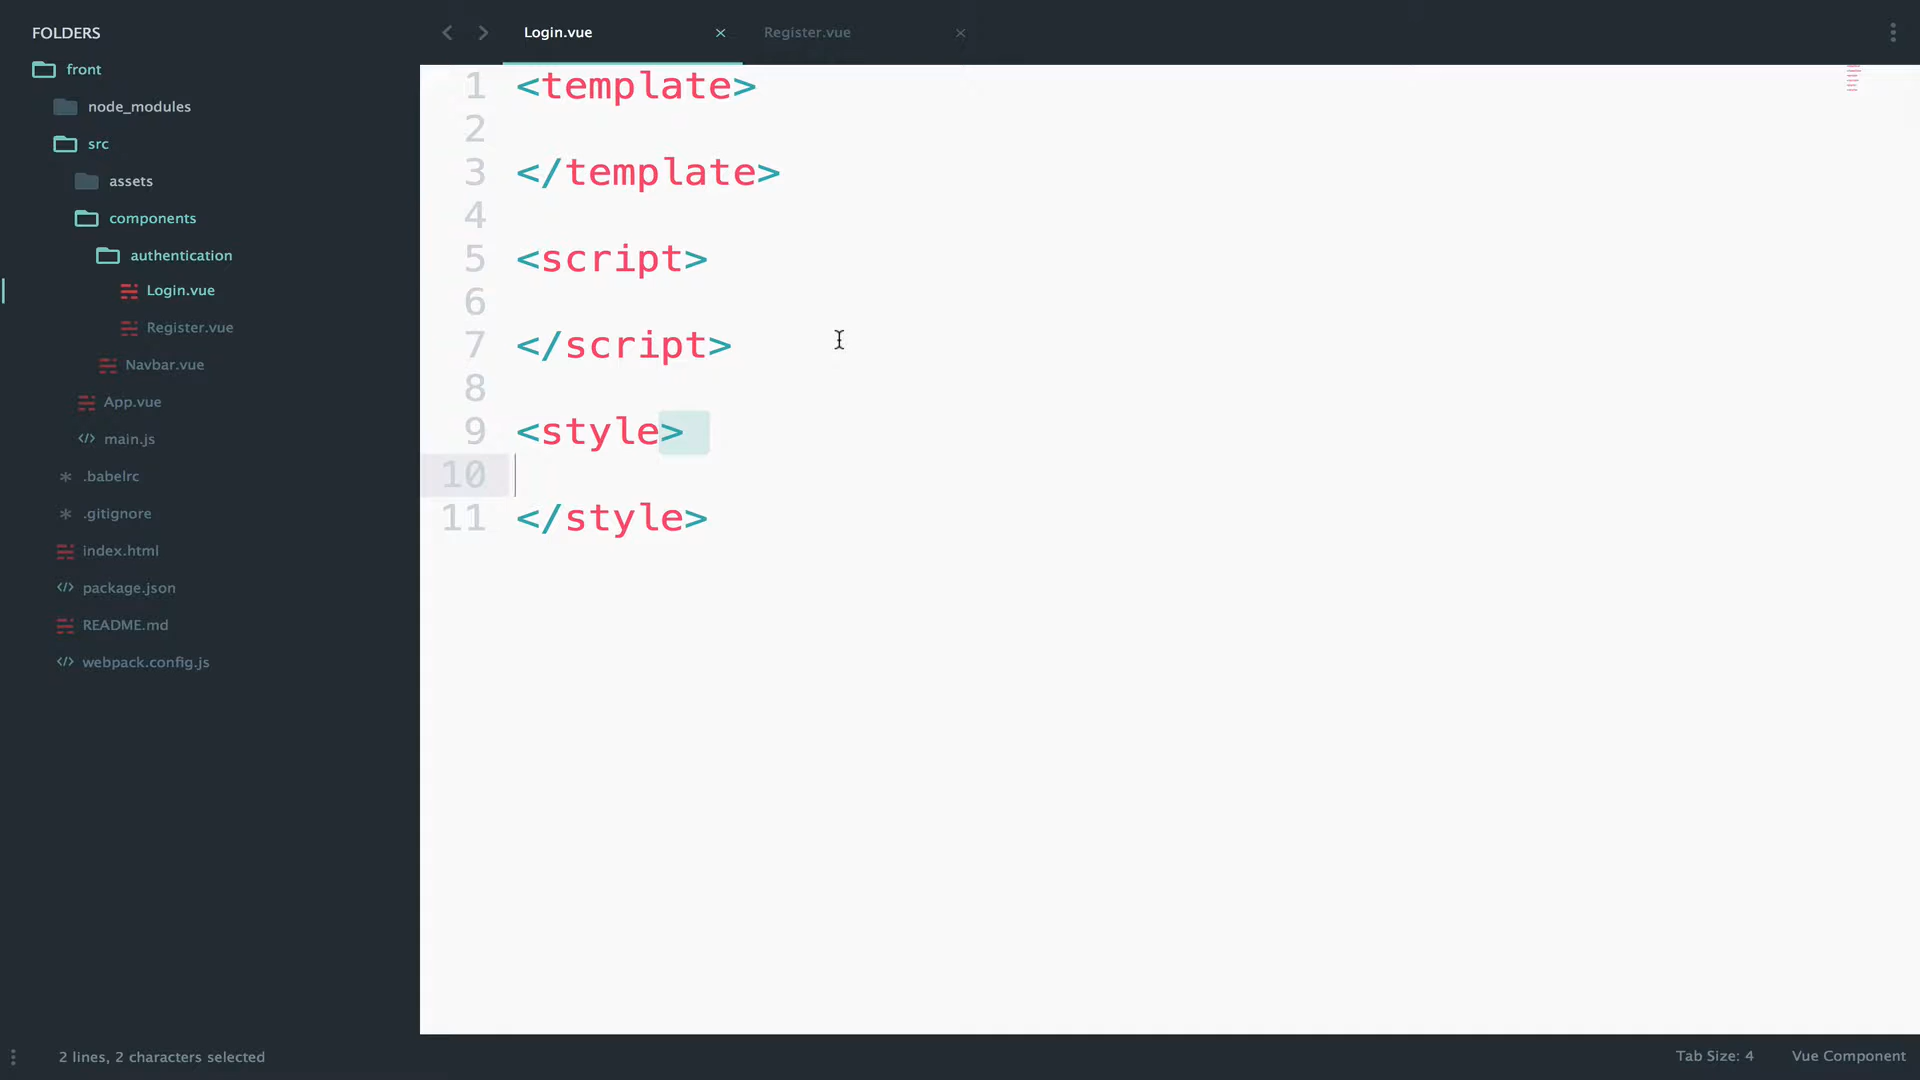 FOLDERS
front
node_modules
src
assets
components
authentication
Login.vue
Register.vue
Navbar.vue
App.vue
</> main.js
* .babelrc
* .gitignore
index.html
</> package.json
README.md
</> webpack.config.js
Login.vue × Register.vue ×
1 <template>
2
3 </template>
4
5 <script>
6
7 </script>
8
9 <style>
10
11 </style>
2 lines, 2 characters selected
Tab Size: 4 Vue Component